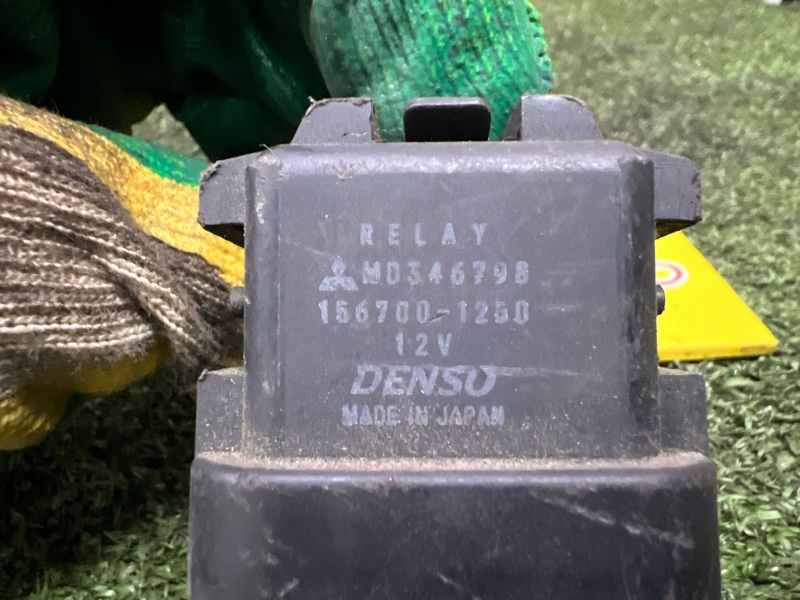 RELAY
MD346798
156700-1250
12V
DENSO
MADE IN JAPAN